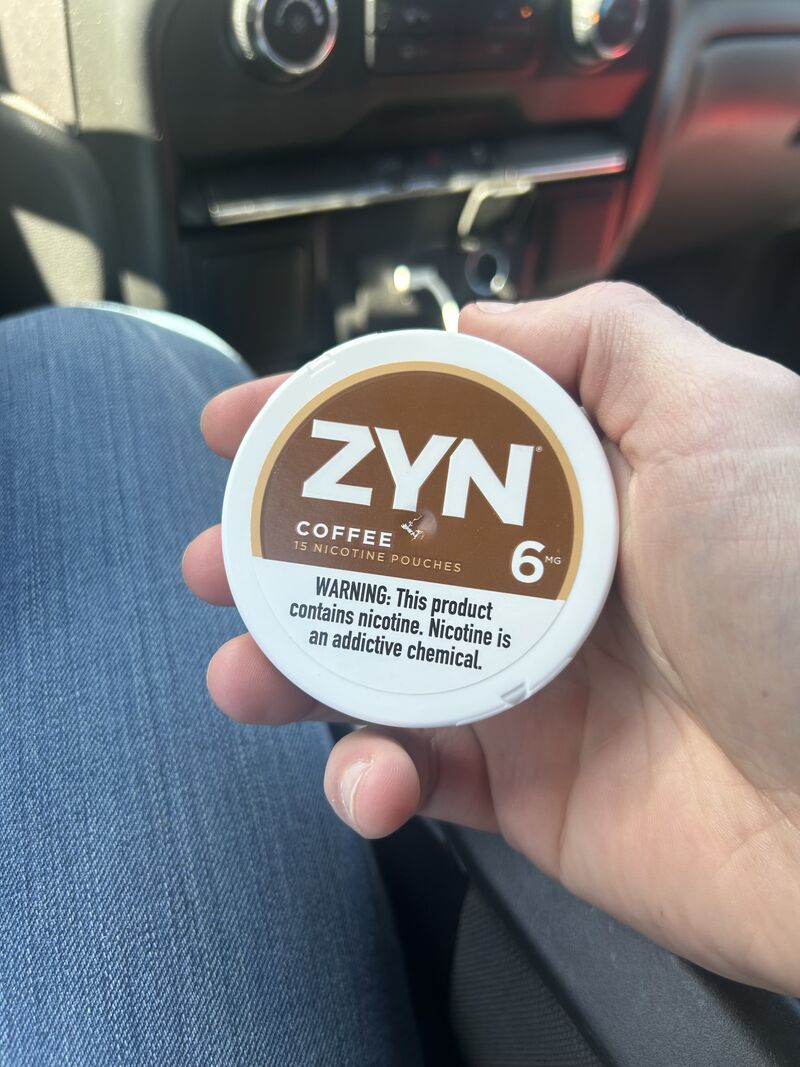 ZYN®
COFFEE
15 NICOTINE POUCHES
6 MG
WARNING: This product
contains nicotine. Nicotine is
an addictive chemical.